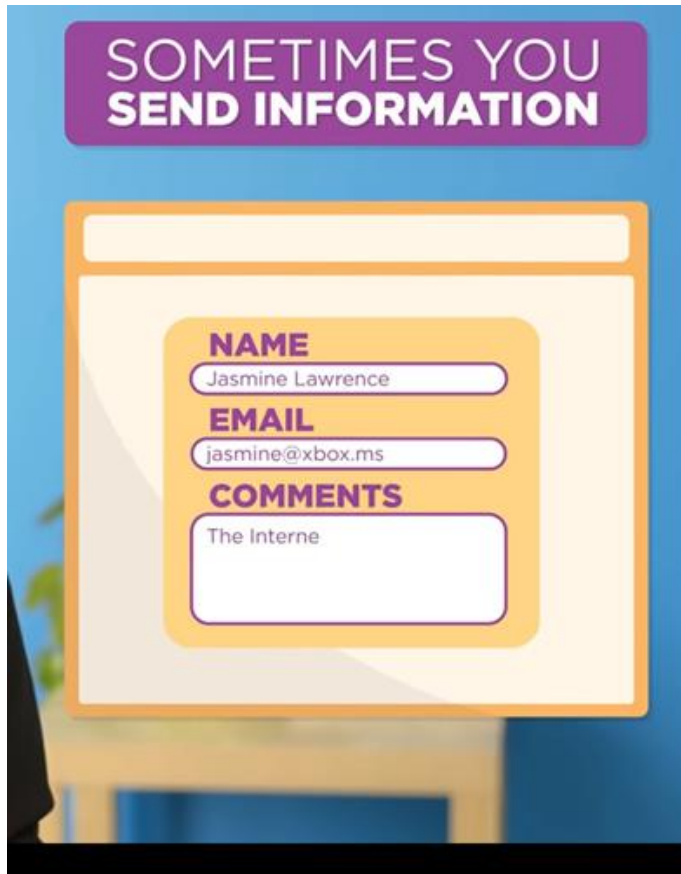 SOMETIMES YOU
SEND INFORMATION
NAME
Jasmine Lawrence
EMAIL
jasmine@xbox.ms
COMMENTS
The Interne